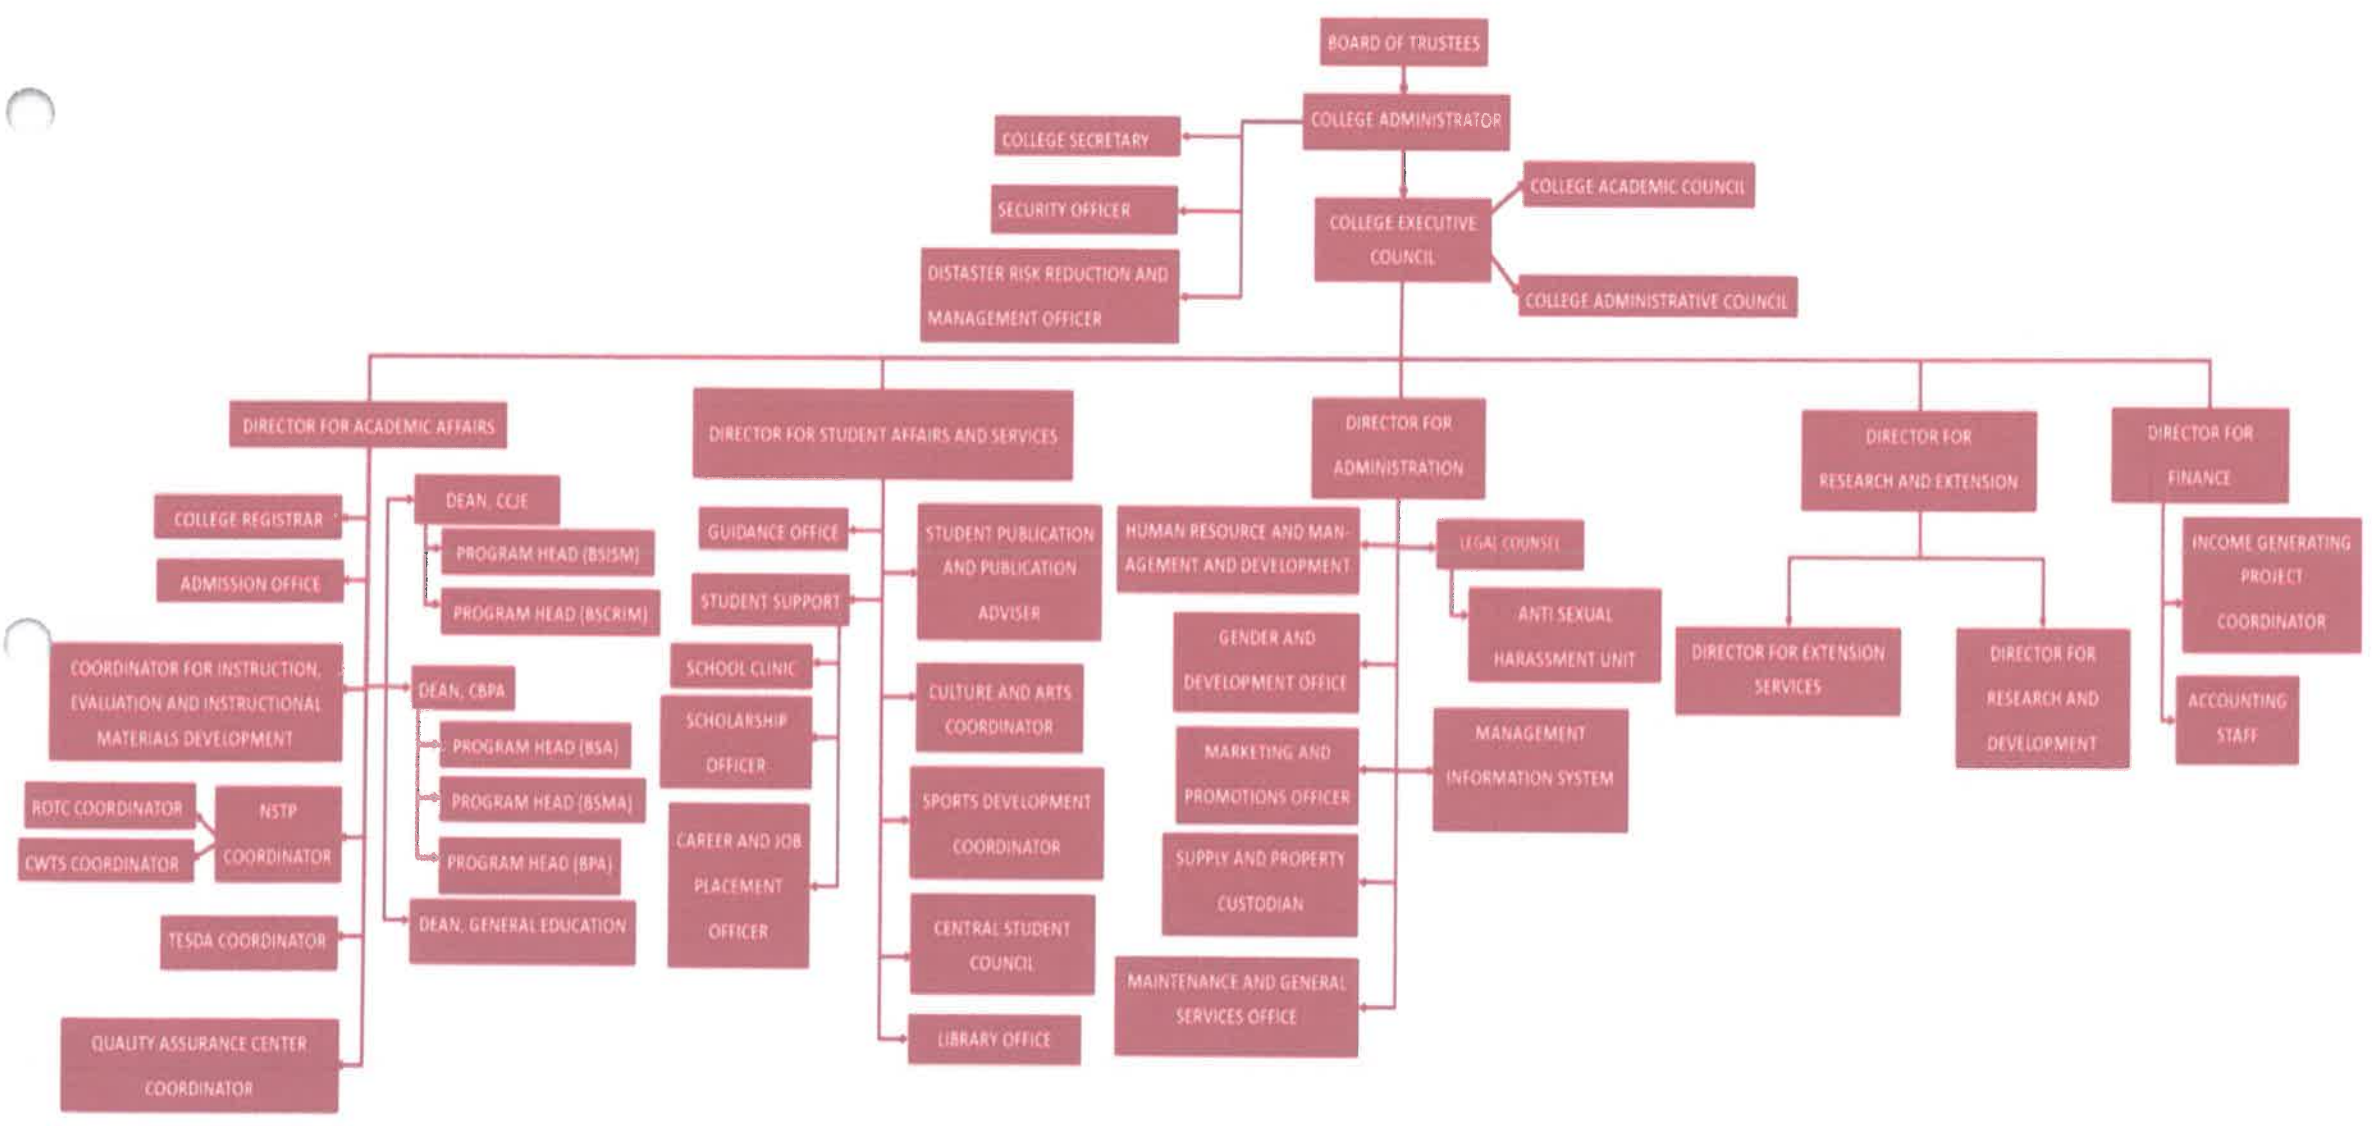 BOARD OF TRUSTEES
COLLEGE ADMINISTRATOR
COLLEGE SECRETARY
SECURITY OFFICER
DISTASTER RISK REDUCTION AND
MANAGEMENT OFFICER
COLLEGE EXECUTIVE
COUNCIL
COLLEGE ACADEMIC COUNCIL
COLLEGE ADMINISTRATIVE COUNCIL
DIRECTOR FOR ACADEMIC AFFAIRS
COLLEGE REGISTRAR
ADMISSION OFFICE
COORDINATOR FOR INSTRUCTION,
EVALUATION AND INSTRUCTIONAL
MATERIALS DEVELOPMENT
ROTC COORDINATOR
CWTS COORDINATOR
NSTP
COORDINATOR
TESDA COORDINATOR
QUALITY ASSURANCE CENTER
COORDINATOR
DEAN, CCJE
PROGRAM HEAD (BSISM)
PROGRAM HEAD (BSCRIM)
DEAN, CBPA
PROGRAM HEAD (BSA)
PROGRAM HEAD (BSMA)
PROGRAM HEAD (BPA)
DEAN, GENERAL EDUCATION
DIRECTOR FOR STUDENT AFFAIRS AND SERVICES
GUIDANCE OFFICE
STUDENT SUPPORT
SCHOOL CLINIC
SCHOLARSHIP
OFFICER
CAREER AND JOB
PLACEMENT
OFFICER
STUDENT PUBLICATION
AND PUBLICATION
ADVISER
CULTURE AND ARTS
COORDINATOR
SPORTS DEVELOPMENT
COORDINATOR
CENTRAL STUDENT
COUNCIL
LIBRARY OFFICE
DIRECTOR FOR
ADMINISTRATION
HUMAN RESOURCE AND MAN-
AGEMENT AND DEVELOPMENT
GENDER AND
DEVELOPMENT OFFICE
MARKETING AND
PROMOTIONS OFFICER
SUPPLY AND PROPERTY
CUSTODIAN
MAINTENANCE AND GENERAL
SERVICES OFFICE
LEGAL COUNSEL
ANTI SEXUAL
HARASSMENT UNIT
MANAGEMENT
INFORMATION SYSTEM
DIRECTOR FOR
RESEARCH AND EXTENSION
DIRECTOR FOR EXTENSION
SERVICES
DIRECTOR FOR
RESEARCH AND
DEVELOPMENT
DIRECTOR FOR
FINANCE
INCOME GENERATING
PROJECT
COORDINATOR
ACCOUNTING
STAFF